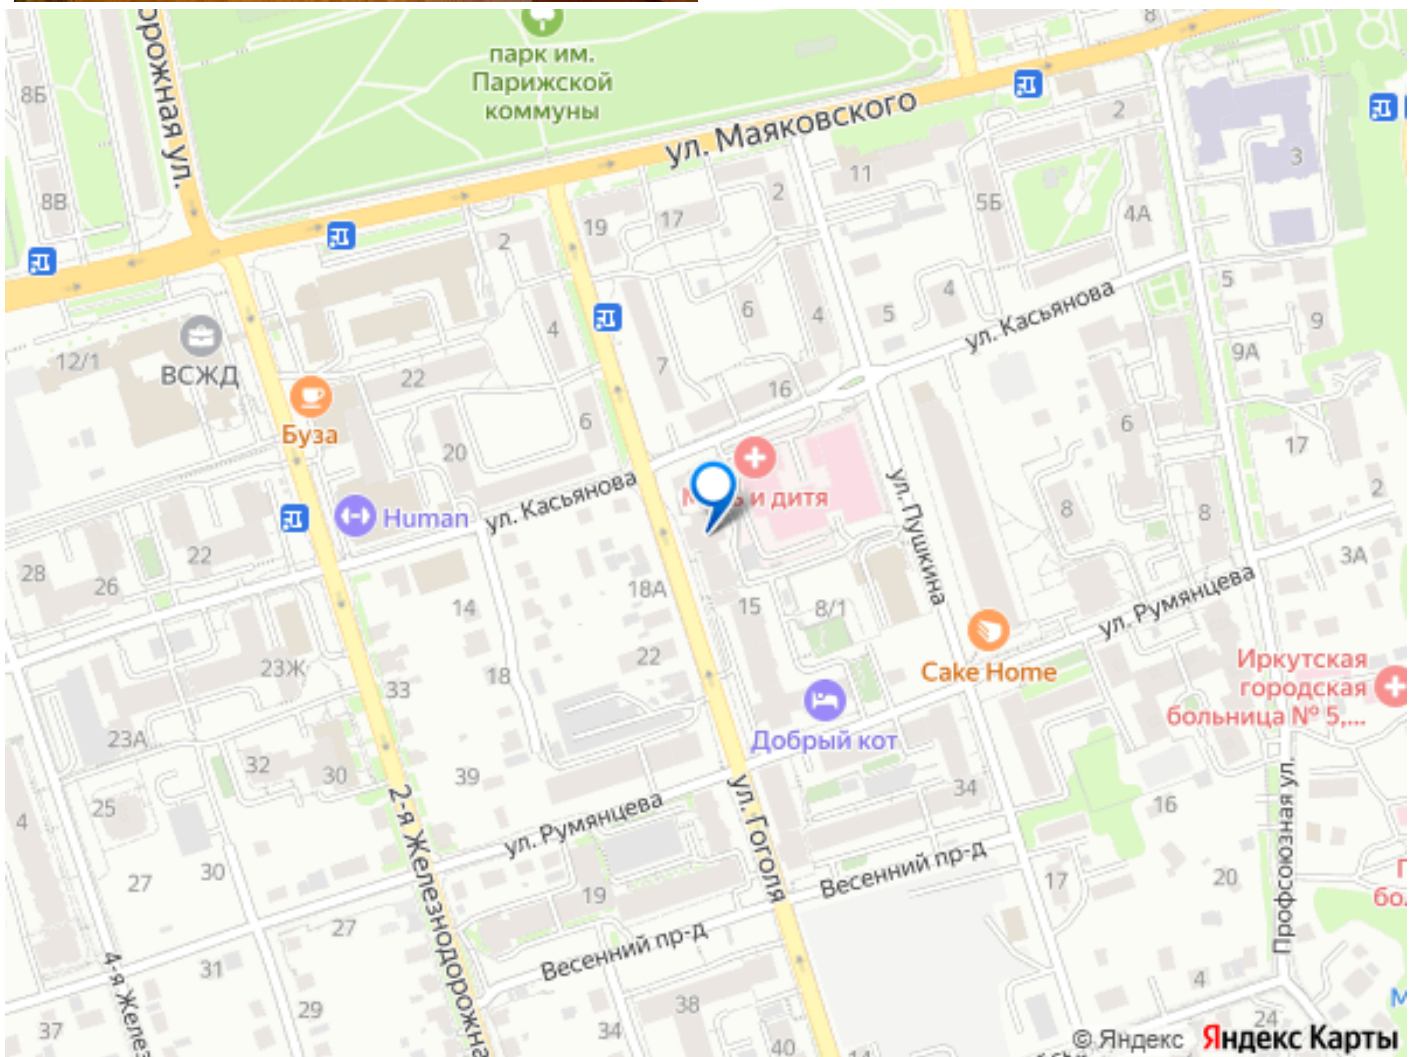 орожная ул.
8
парк им.
Парижской
коммуны
8Б
ул. Маяковского
2
3
11
2
5Б
4А
8В
17
19
2
5
ул. Касьянова
4
5
6
4
4
9
7
9А
12/1
ВСЖД
22
16
Буза
6
6
17
20
и дитя
2
Human
ул. Касьянова
ул. Пушкина
8
8
22
28
26
3А
18А
14
15
8/1
ул. Румянцева
22
Cake Home
23Ж
18
33
Иркутская
городская
больница № 5,...
Добрый кот
23А
32
30
39
ул. Гоголя
34
25
4
2-я Железнодорожна
ул. Румянцева
16
Профсоюзная ул.
30
27
Весенний пр-д
17
20
19
27
Весенний пр-д
бо.
31
4-я Желез
29
4
38
М
37
34
40
14
24
© Яндекс Яндекс Карты